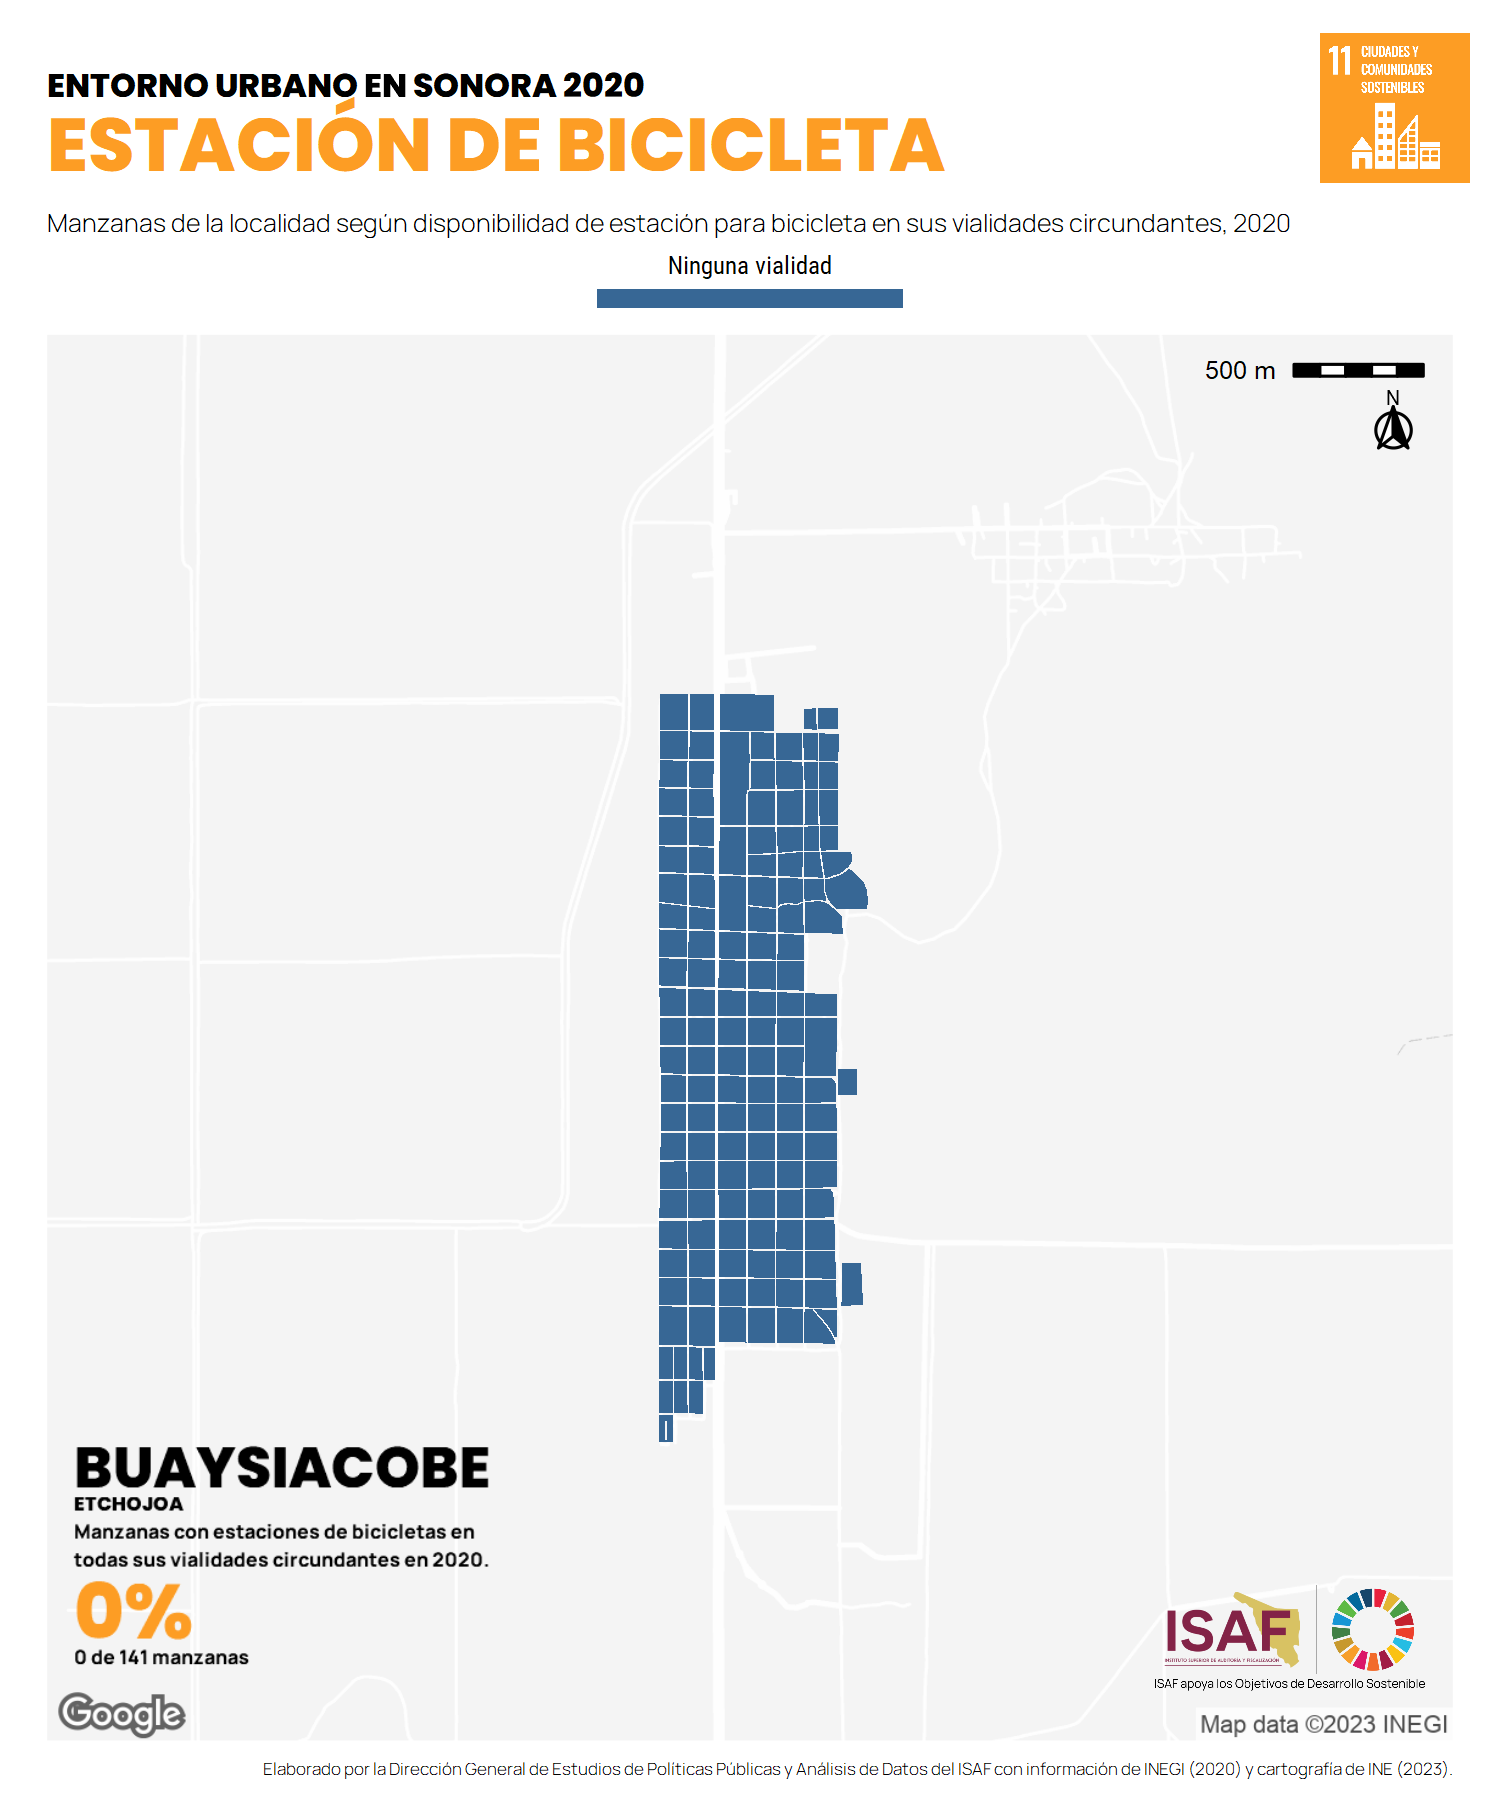 ENTORNO URBANO EN SONORA 2020
ESTACIÓN DE BICICLETA
11 CIUDADES Y
COMUNIDADES
SOSTENIBLES
Manzanas de la localidad según disponibilidad de estación para bicicleta en sus vialidades circundantes, 2020
Ninguna vialidad
500 m
N
BUAYSIACOBE
ETCHOJOA
Manzanas con estaciones de bicicletas en
todas sus vialidades circundantes en 2020.
0%
0 de 141 manzanas
ISAF
INSTITUTO SUPERIOR DE AUDITORÍA Y FISCALIZACIÓN
ISAF apoya los Objetivos de Desarrollo Sostenible
Google
Map data ©2023 INEGI
Elaborado por la Dirección General de Estudios de Políticas Públicas y Análisis de Datos del ISAF con información de INEGI (2020) y cartografía de INE (2023).